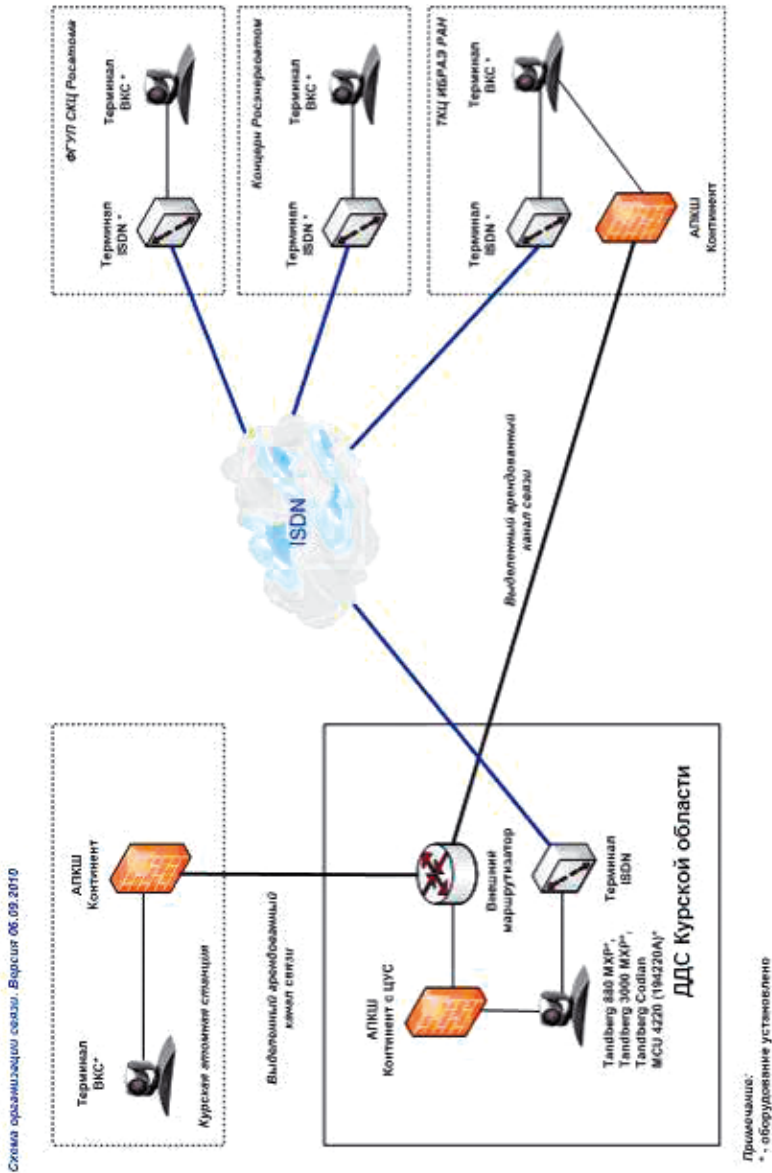 Схема организации связи. Версия 06.09.2010
Терминал
ВКС*
АПКШ
Континент
Курская атомная станция
Выделенный арендованный
канал связи
АПКШ
Континент с ЦУС
Внешний
маршрутизатор
Tandberg 880 MXP*,
Tandberg 3000 MXP*,
Tandberg Codian
MCU 4220 (194220A)*
Терминал
ISDN
ДДС Курской области
ISDN
Выделенный арендованный
канал связи
ФГУП СКЦ Росатома
Терминал
ISDN *
Терминал
ВКС *
Концерн Росэнергоатом
Терминал
ISDN *
Терминал
ВКС *
ТКЦ ИБРАЭ РАН
Терминал
ISDN *
Терминал
ВКС *
АПКШ
Континент
Примечание:
* - оборудование установлено